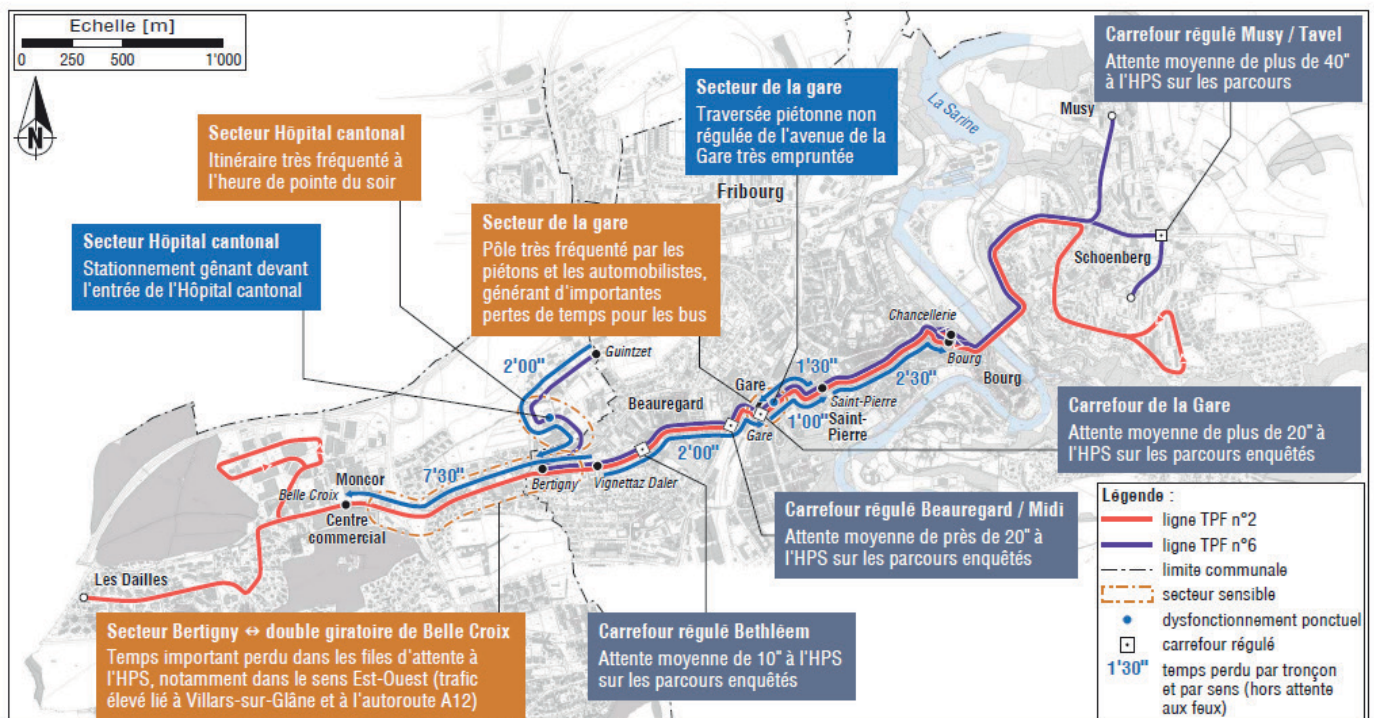 Echelle [m]
0 250 500 1'000
N
Carrefour régulé Musy / Tavel
Attente moyenne de plus de 40"
à l'HPS sur les parcours
Secteur de la gare
Traversée piétonne non
régulée de l'avenue de la
Gare très empruntée
La Sarine
Musy
Secteur Hôpital cantonal
Itinéraire très fréquenté à
l'heure de pointe du soir
Fribourg
Secteur de la gare
Pôle très fréquenté par les
piétons et les automobilistes,
générant d'importantes
pertes de temps pour les bus
Secteur Hôpital cantonal
Stationnement gênant devant
l'entrée de l'Hôpital cantonal
Schoenberg
Chancellerie
Bourg
Bourg
2'00"
Guintzet
1'30"
2'30"
Gare
Beauregard
Saint-Pierre
Saint-
Pierre
1'00"
Gare
2'00"
Carrefour de la Gare
Attente moyenne de plus de 20" à
l'HPS sur les parcours enquêtés
7'30"
Moncor
Belle Croix
Bertigny
Vignettaz Daler
Centre
commercial
Carrefour régulé Beauregard / Midi
Attente moyenne de près de 20" à
l'HPS sur les parcours enquêtés
Les Dailles
Secteur Bertigny ↔ double giratoire de Belle Croix
Temps important perdu dans les files d'attente à
l'HPS, notamment dans le sens Est-Ouest (trafic
élevé lié à Villars-sur-Glâne et à l'autoroute A12)
Carrefour régulé Bethléem
Attente moyenne de 10" à l'HPS
sur les parcours enquêtés
Légende :
ligne TPF n°2
ligne TPF n°6
limite communale
secteur sensible
dysfonctionnement ponctuel
carrefour régulé
1'30" temps perdu par tronçon
et par sens (hors attente
aux feux)